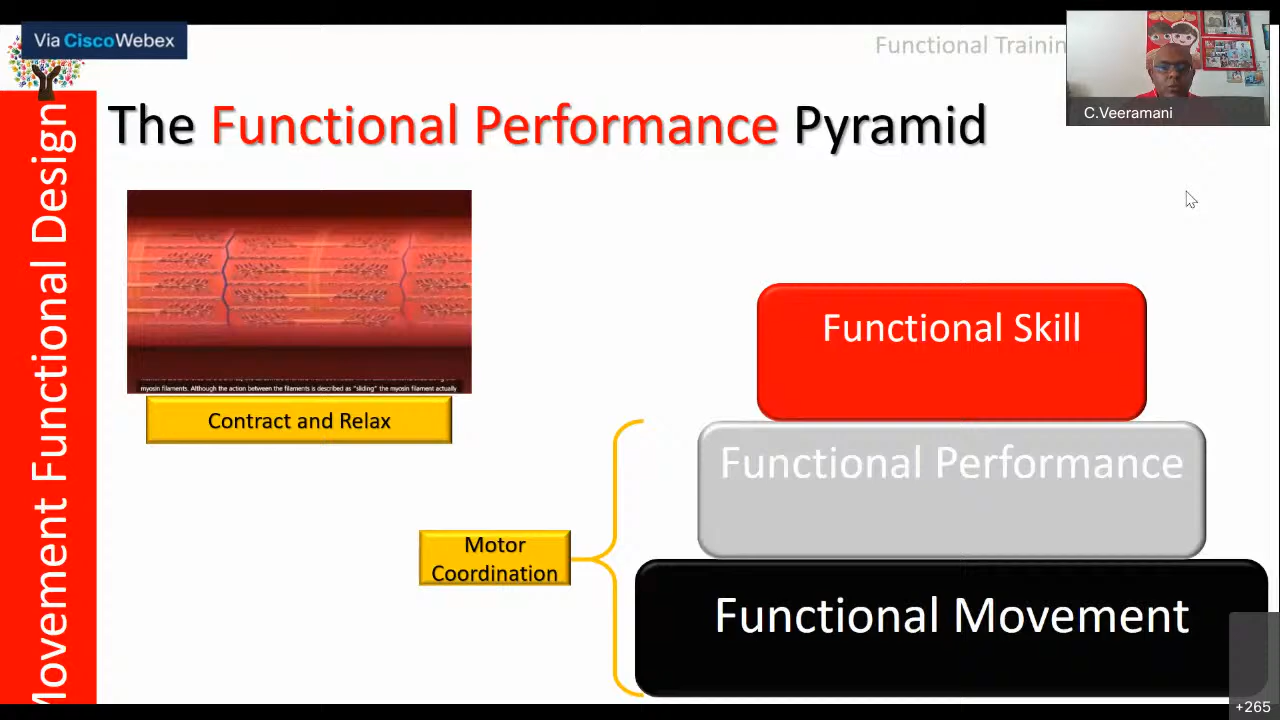 Via CiscoWebex
Functional Trainin
C.Veeramani
The Functional Performance Pyramid
Movement Functional Design
myosin filaments. Although the action between the filaments is described as "sliding" the myosin filament actually
Contract and Relax
Functional Skill
Functional Performance
Motor
Coordination
Functional Movement
+265